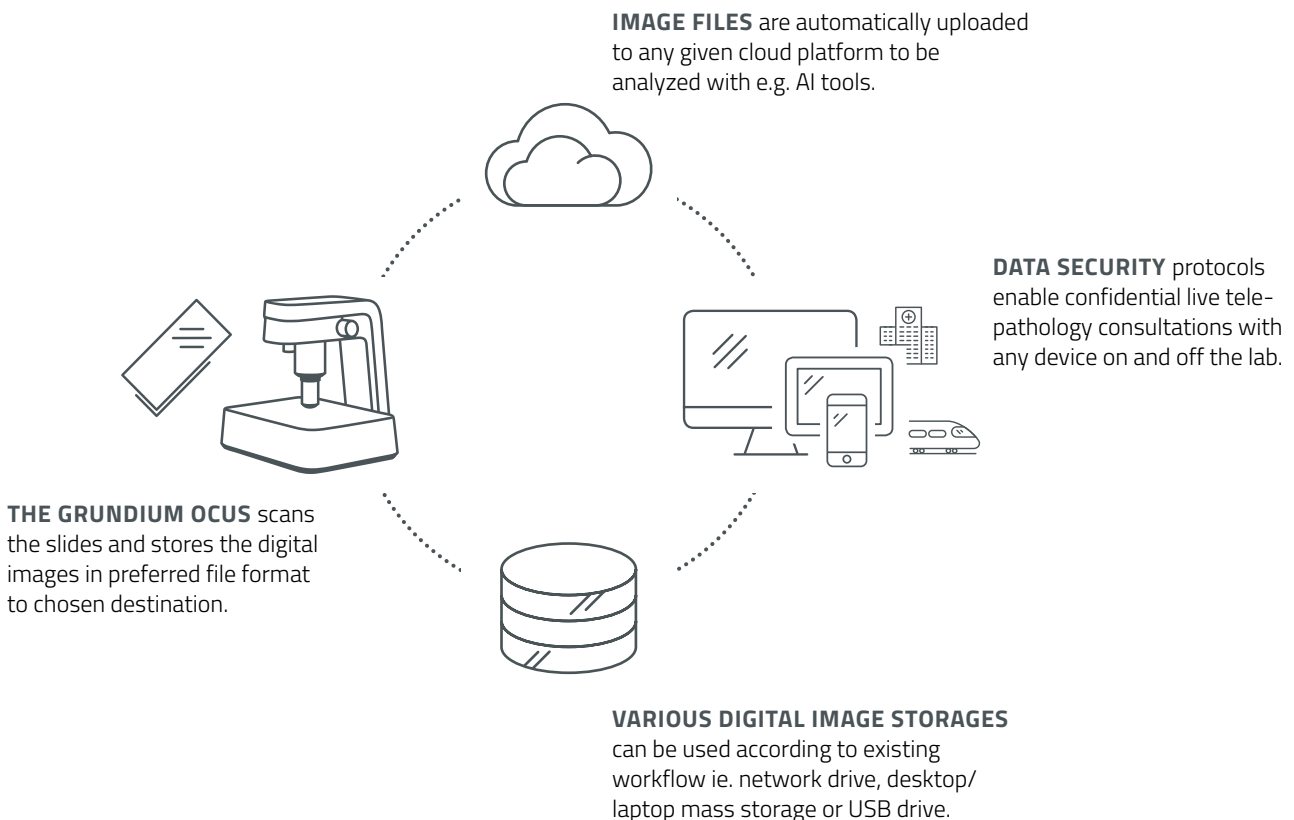 IMAGE FILES are automatically uploaded
to any given cloud platform to be
analyzed with e.g. AI tools.
DATA SECURITY protocols
enable confidential live tele-
pathology consultations with
any device on and off the lab.
THE GRUNDIUM OCUS scans
the slides and stores the digital
images in preferred file format
to chosen destination.
VARIOUS DIGITAL IMAGE STORAGES
can be used according to existing
workflow ie. network drive, desktop/
laptop mass storage or USB drive.